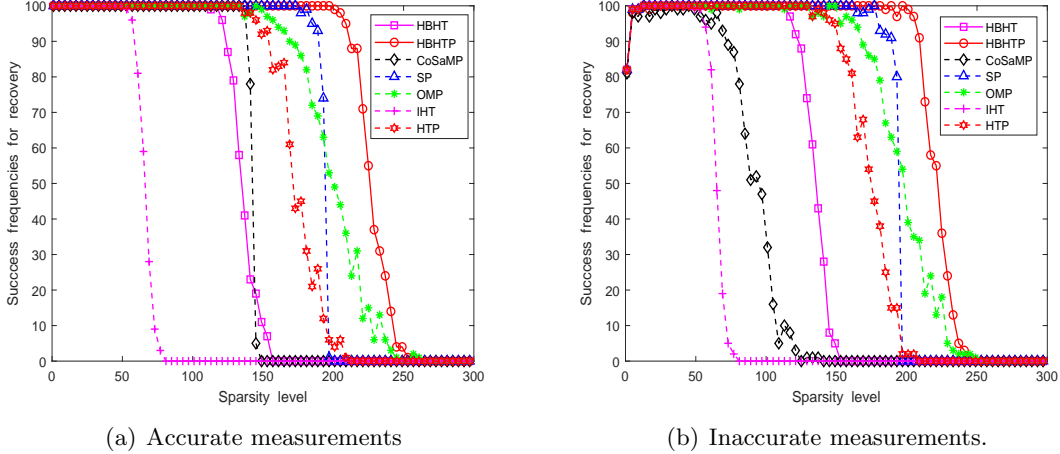 100
90
80
70
60
50
40
30
20
10
0
Success frequencies for recovery
0 50 100 150 200 250 300
Sparsity level
HBHT
HBHTP
CoSaMP
SP
OMP
IHT
HTP
(a) Accurate measurements
100
90
80
70
60
50
40
30
20
10
0
Success frequencies for recovery
0 50 100 150 200 250 300
Sparsity level
HBHT
HBHTP
CoSaMP
SP
OMP
IHT
HTP
(b) Inaccurate measurements.